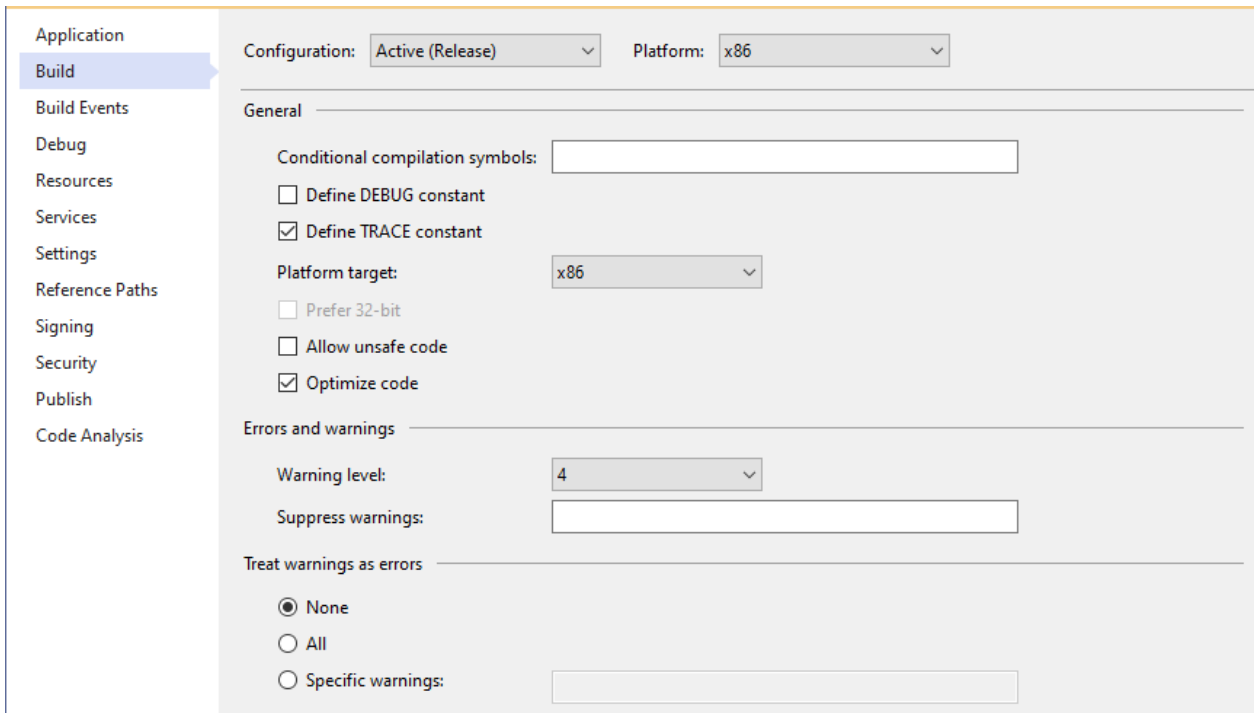 Application
Build
Build Events
Debug
Resources
Services
Settings
Reference Paths
Signing
Security
Publish
Code Analysis
Configuration: Active (Release) Platform: x86
General
Conditional compilation symbols:
Define DEBUG constant
Define TRACE constant
Platform target: x86
Prefer 32-bit
Allow unsafe code
Optimize code
Errors and warnings
Warning level: 4
Suppress warnings:
Treat warnings as errors
None
All
Specific warnings: